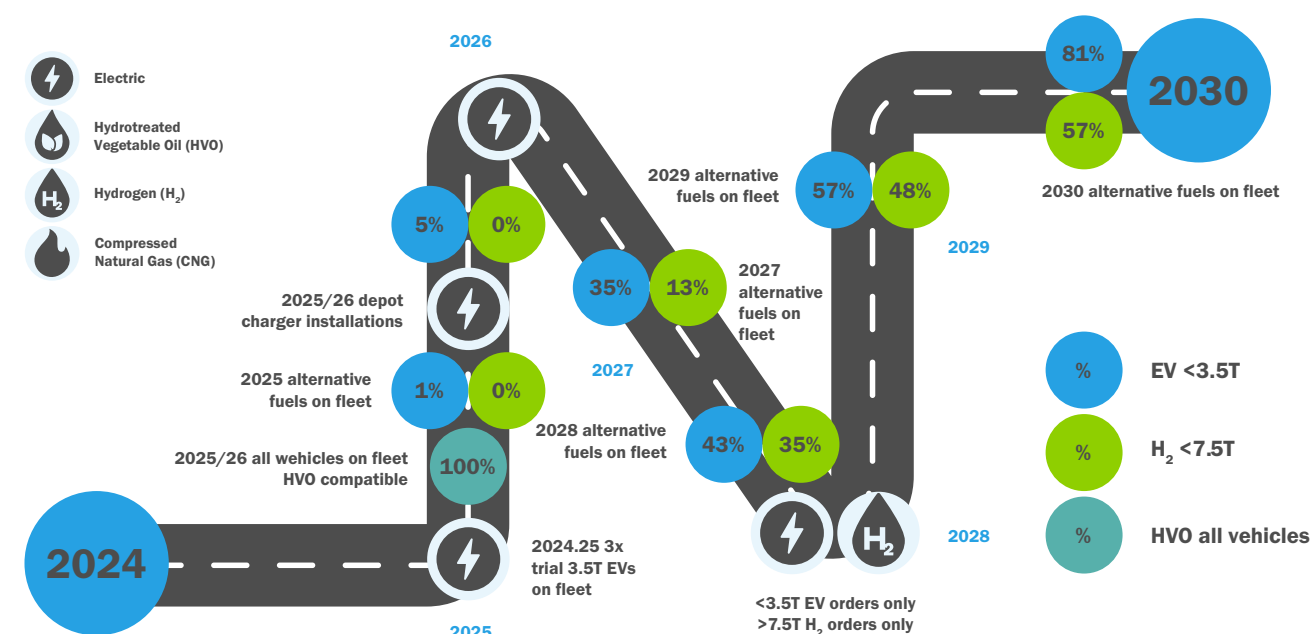 Electric
Hydrotreated
Vegetable Oil (HVO)
H₂
Hydrogen (H₂)
Compressed
Natural Gas (CNG)
2024
2025
2024.25 3x
trial 3.5T EVs
on fleet
2025/26 all wehicles on fleet
HVO compatible
100%
2025 alternative
fuels on fleet
1%
0%
2025/26 depot
charger installations
5%
0%
2026
35%
13%
2027
alternative
fuels on
fleet
2027
2028 alternative
fuels on fleet
43%
35%
H₂
2028
<3.5T EV orders only
>7.5T H₂ orders only
2029 alternative
fuels on fleet
57%
48%
2029
81%
57%
2030
2030 alternative fuels on fleet
%
EV <3.5T
%
H₂ <7.5T
%
HVO all vehicles